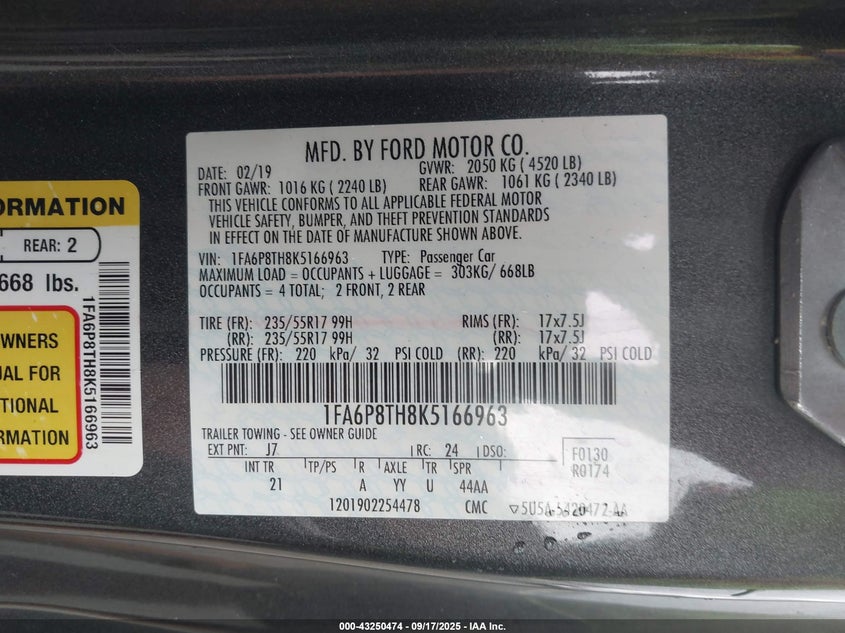 ORMATION
REAR: 2
668 lbs.
WNERS
UAL FOR
TIONAL
ORMATION
1FA6P8TH8K5166963
MFD. BY FORD MOTOR CO.
DATE: 02/19 GVWR: 2050 KG ( 4520 LB)
FRONT GAWR: 1016 KG ( 2240 LB) REAR GAWR: 1061 KG ( 2340 LB)
THIS VEHICLE CONFORMS TO ALL APPLICABLE FEDERAL MOTOR
VEHICLE SAFETY, BUMPER, AND THEFT PREVENTION STANDARDS
IN EFFECT ON THE DATE OF MANUFACTURE SHOWN ABOVE.
VIN: 1FA6P8TH8K5166963 TYPE: Passenger Car
MAXIMUM LOAD = OCCUPANTS + LUGGAGE = 303KG/ 668LB
OCCUPANTS = 4 TOTAL; 2 FRONT, 2 REAR
TIRE (FR): 235/55R17 99H RIMS (FR): 17x7.5J
(RR): 235/55R17 99H (RR): 17x7.5J
PRESSURE (FR): 220 kPa/ 32 PSI COLD (RR): 220 kPa/ 32 PSI COLD
1FA6P8TH8K5166963
TRAILER TOWING - SEE OWNER GUIDE
EXT PNT: J7 RC: 24 DSO: F0130
R0174
INT TR TP/PS R AXLE TR SPR
21 A YY U 44AA
1201902254478 CMC ▽5U5A-5420472-AA
000-43250474 - 09/17/2025 - IAA Inc.